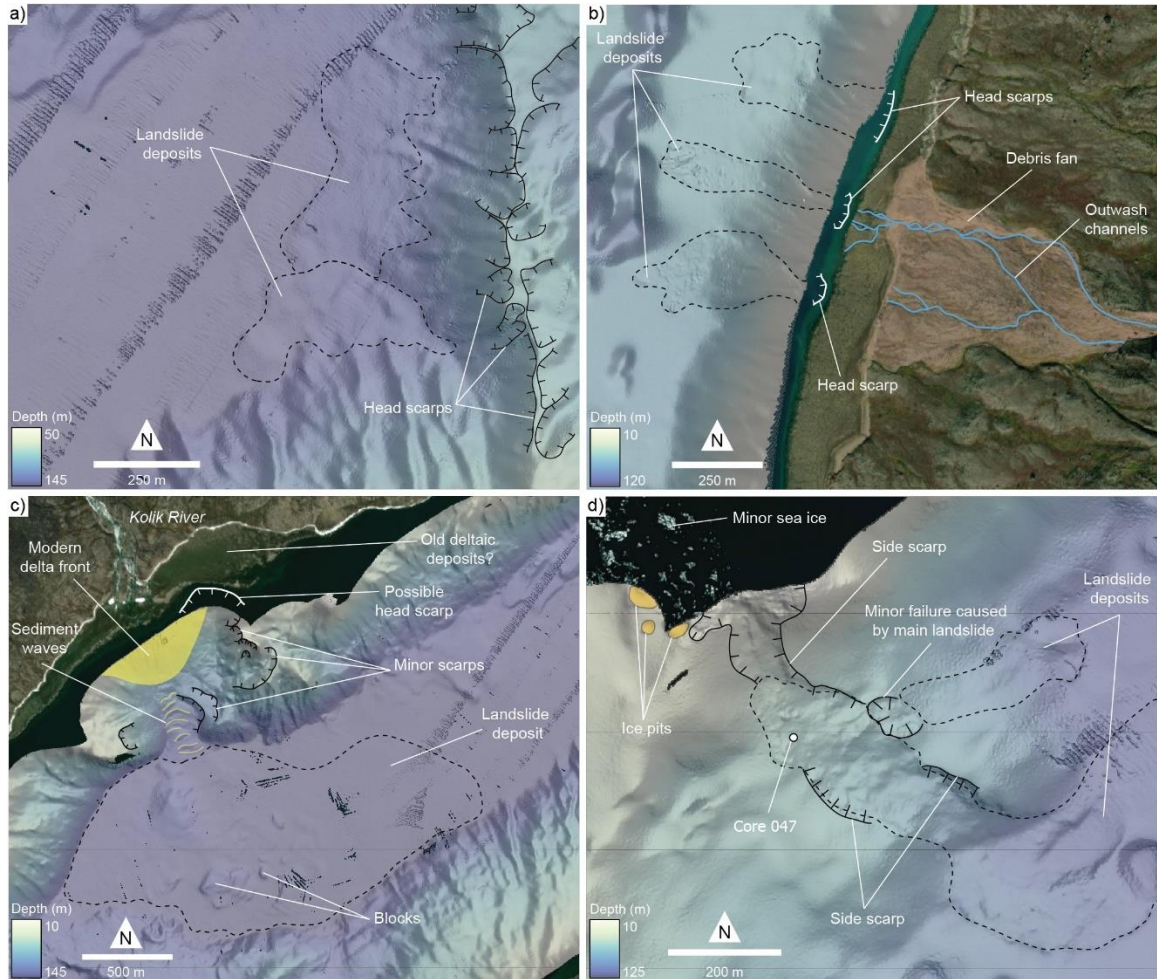 a)
Landslide
deposits
Head scarps
Depth (m)
50
145
N
250 m
b)
Landslide
deposits
Head scarps
Debris fan
Outwash
channels
Head scarp
Depth (m)
10
120
N
250 m
c)
Kolik River
Modern
delta front
Old deltaic
deposits?
Possible
head scarp
Sediment
waves
Minor scarps
Landslide
deposit
Blocks
Depth (m)
10
145
N
500 m
d)
Minor sea ice
Side scarp
Landslide
deposits
Minor failure caused
by main landslide
Ice pits
Core 047
Side scarp
Depth (m)
10
125
N
200 m